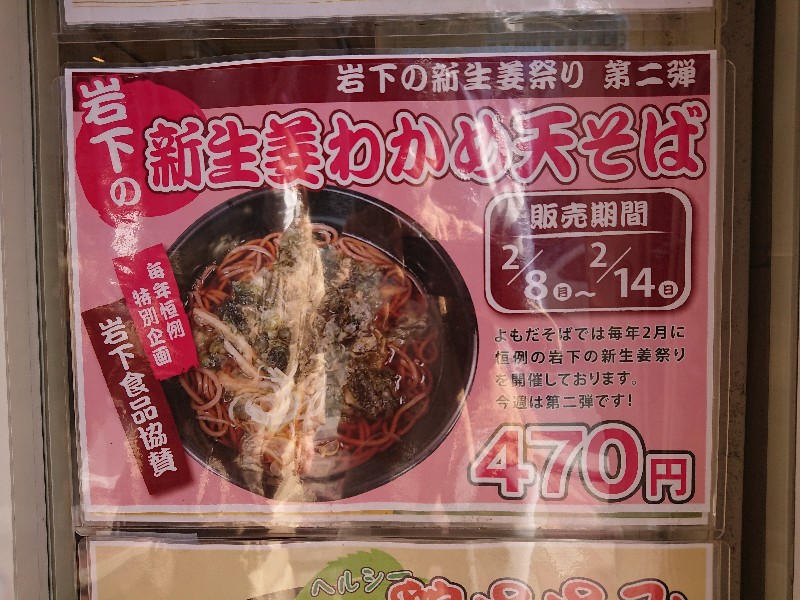 岩下の新生姜祭り 第二弾
岩下の
新生姜わかめ天そば
販売期間
2/8㊊～2/14㊐
毎年恒例
特別企画
岩下食品協賛
よもだそばでは毎年2月に
恒例の岩下の新生姜祭り
を開催しております。
今週は第二弾です！
470円
ヘルシー